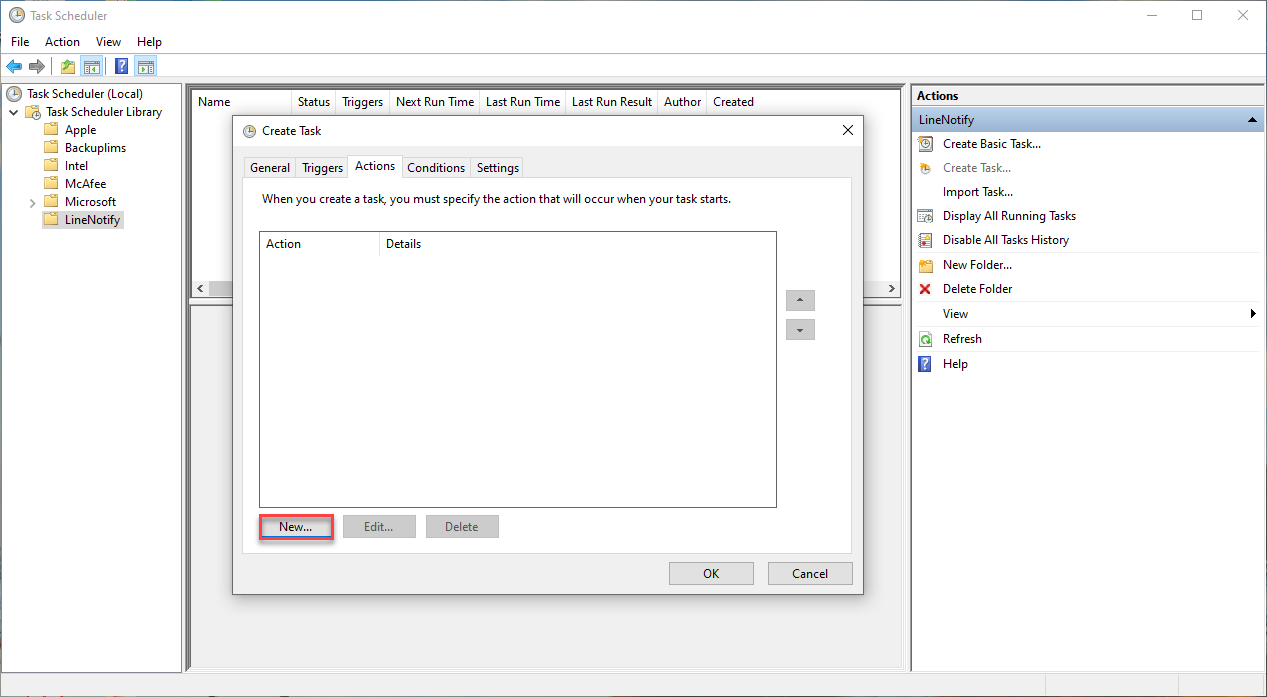 Task Scheduler
File Action View Help
Task Scheduler (Local)
Task Scheduler Library
Apple
Backuplims
Intel
McAfee
Microsoft
LineNotify
Name Status Triggers Next Run Time Last Run Time Last Run Result Author Created
Create Task
General Triggers Actions Conditions Settings
When you create a task, you must specify the action that will occur when your task starts.
Action Details
New... Edit... Delete
OK Cancel
Actions
LineNotify
Create Basic Task...
Create Task...
Import Task...
Display All Running Tasks
Disable All Tasks History
New Folder...
Delete Folder
View
Refresh
Help